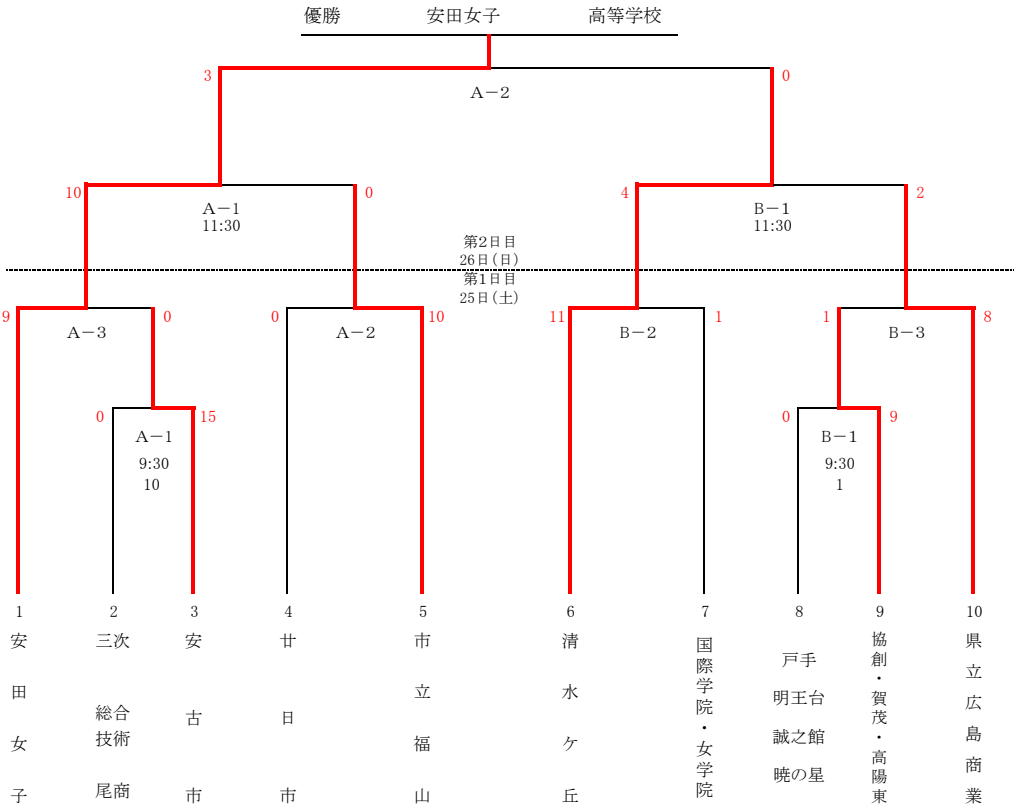 優勝 安田女子 高等学校
3 0
A－2
10 0 4 2
A－1 B－1
11:30 11:30
第2日目
26日(日)
第1日目
25日(土)
9 0 0 10 11 1 1 8
A－3 A－2 B－2 B－3
0 15 0 9
A－1 B－1
9:30 9:30
10 1
1 2 3 4 5 6 7 8 9 10
安田女子
三次
総合
技術
尾商
安古市
廿日市
市立福山
清水ケ丘
国際学院・女学院
戸手
明王台
誠之館
暁の星
協創・賀茂・高陽東
県立広島商業